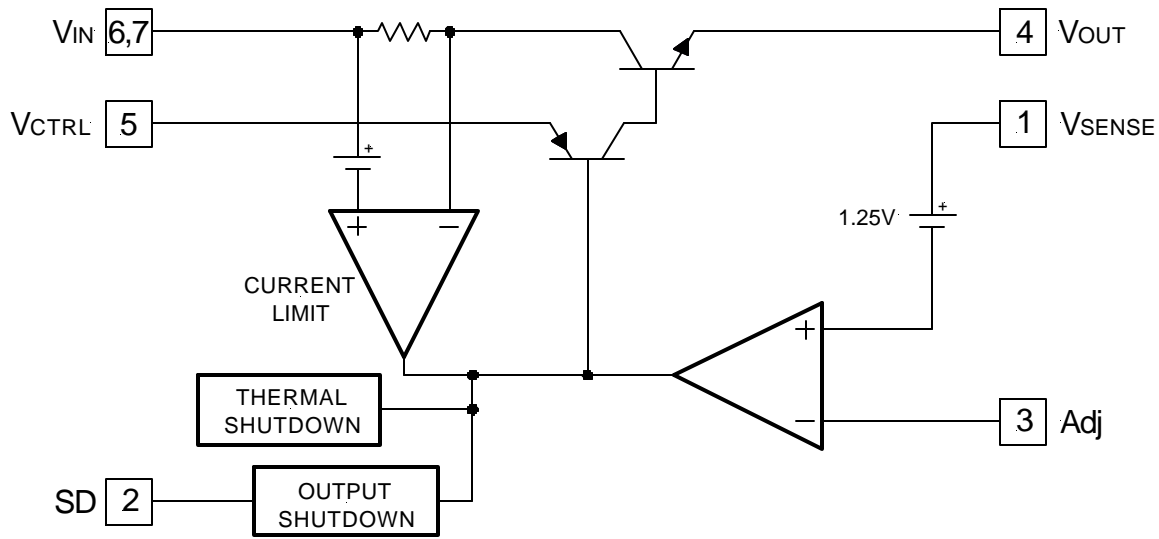 VIN 6,7
4 VOUT
VCTRL 5
1 VSENSE
+
+
1.25V
+ −
CURRENT
LIMIT
+
−
3 Adj
THERMAL
SHUTDOWN
SD 2
OUTPUT
SHUTDOWN